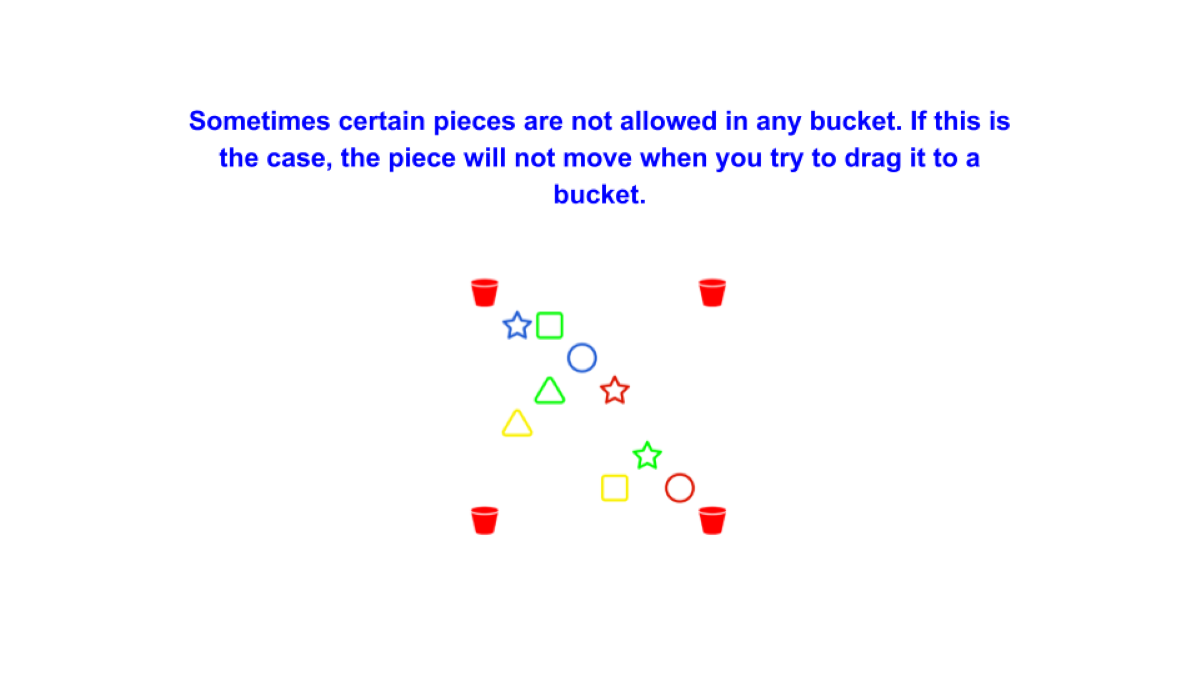 Sometimes certain pieces are not allowed in any bucket. If this is
the case, the piece will not move when you try to drag it to a
bucket.